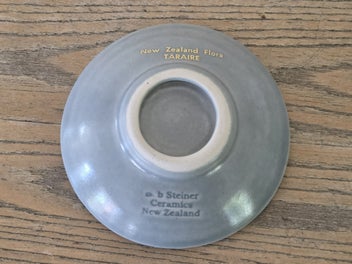 New Zealand Flora
TARAIRE
b Steiner
Ceramics
New Zealand